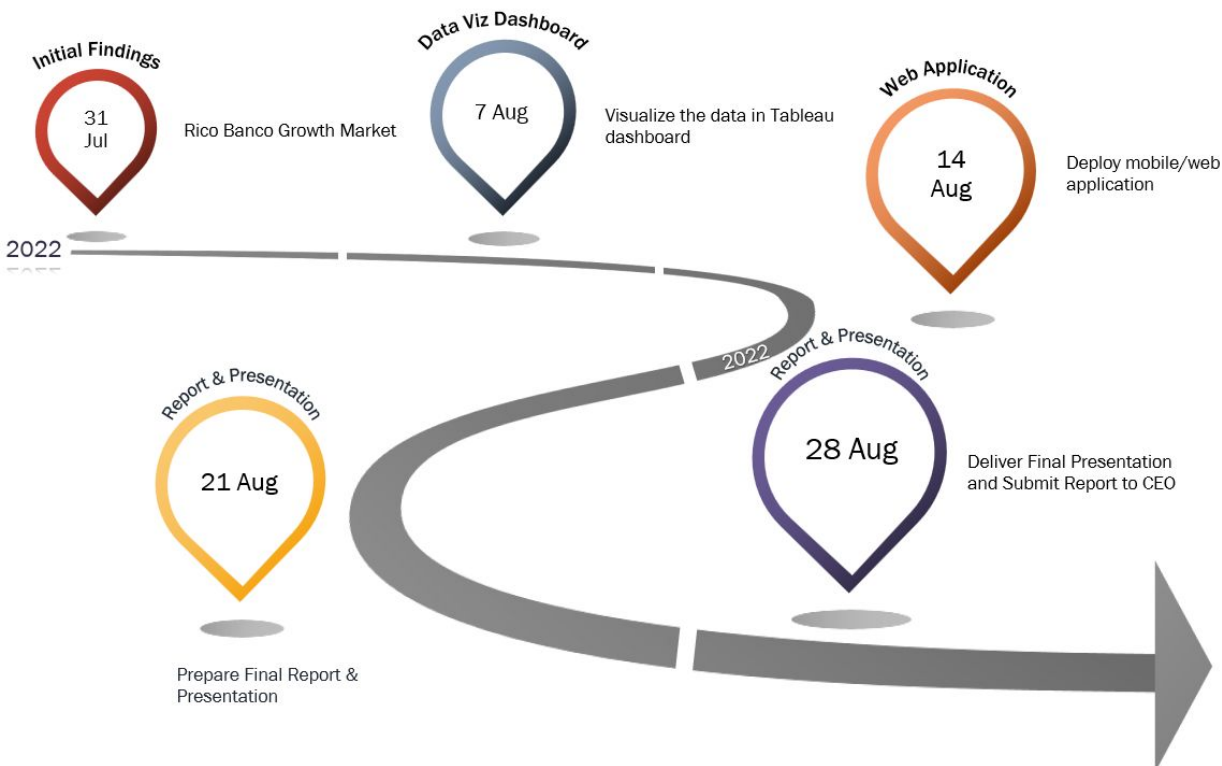 Initial Findings
31
Jul
Rico Banco Growth Market
Data Viz Dashboard
7 Aug
Visualize the data in Tableau
dashboard
Web Application
14
Aug
Deploy mobile/web
application
2022
2022
Report & Presentation
21 Aug
Prepare Final Report &
Presentation
Report & Presentation
28 Aug
Deliver Final Presentation
and Submit Report to CEO